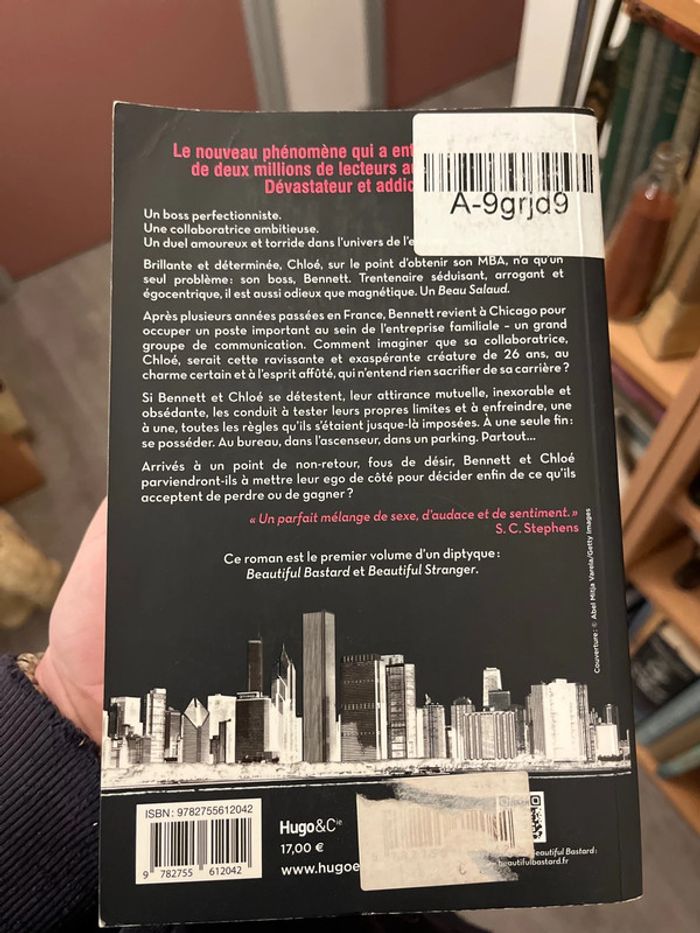 Le nouveau phénomène qui a
de deux millions de lecteurs
Dévastateur et
A-9grjd9
Un boss perfectionniste.
Une collaboratrice ambitieuse.
Un duel amoureux et torride dans l'univers de
Brillante et déterminée, Chloé, sur le point d'obtenir son MBA, n'a qu'un
seul problème : son boss, Bennett. Trentenaire séduisant, arrogant et
égocentrique, il est aussi odieux que magnétique. Un Beau Salaud.
Après plusieurs années passées en France, Bennett revient à Chicago pour
occuper un poste important au sein de l'entreprise familiale – un grand
groupe de communication. Comment imaginer que sa collaboratrice,
Chloé, serait cette ravissante et exaspérante créature de 26 ans, au
charme certain et à l'esprit affûté, qui n'entend rien sacrifier de sa carrière ?
Si Bennett et Chloé se détestent, leur attirance mutuelle, inexorable et
obsédante, les conduit à tester leurs propres limites et à enfreindre, une
à une, toutes les règles qu'ils s'étaient jusque-là imposées. À une seule fin :
se posséder. Au bureau, dans l'ascenseur, dans un parking. Partout...
Arrivés à un point de non-retour, fous de désir, Bennett et Chloé
parviendront-ils à mettre leur ego de côté pour décider enfin de ce qu'ils
acceptent de perdre ou de gagner ?
« Un parfait mélange de sexe, d'audace et de sentiment. »
S. C. Stephens
Ce roman est le premier volume d'un diptyque :
Beautiful Bastard et Beautiful Stranger.
Couverture : © Abel Mitja Varela/Getty Images
ISBN : 9782755612042
9 782755 612042
Hugo&Cie
17,00 €
www.hugoe
Beautiful Bastard :
beautifulbastard.fr